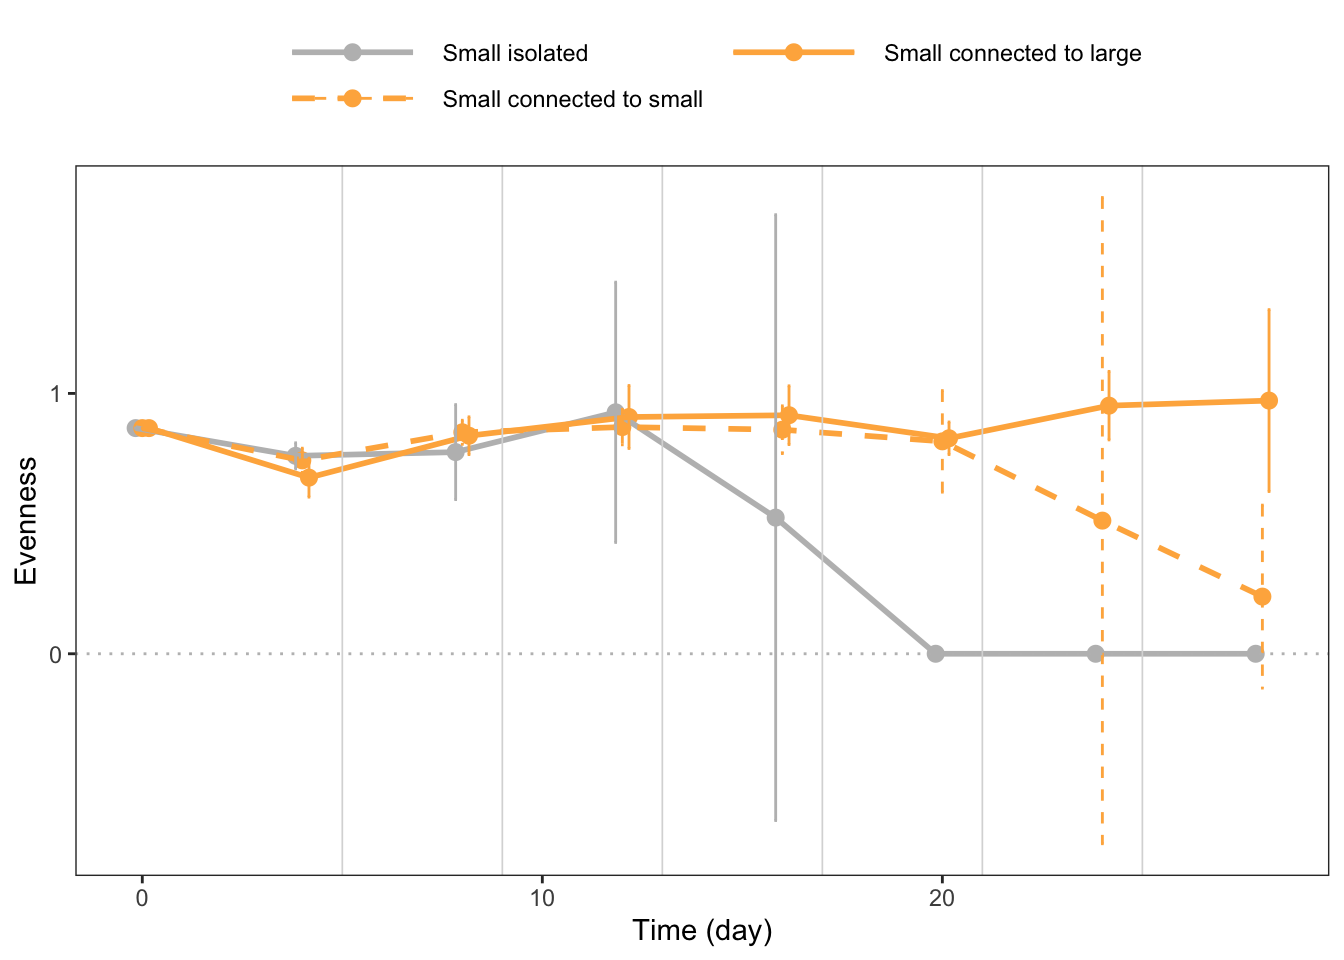 Small isolated
Small connected to large
Small connected to small
Evenness
1
0
0
10
20
Time (day)